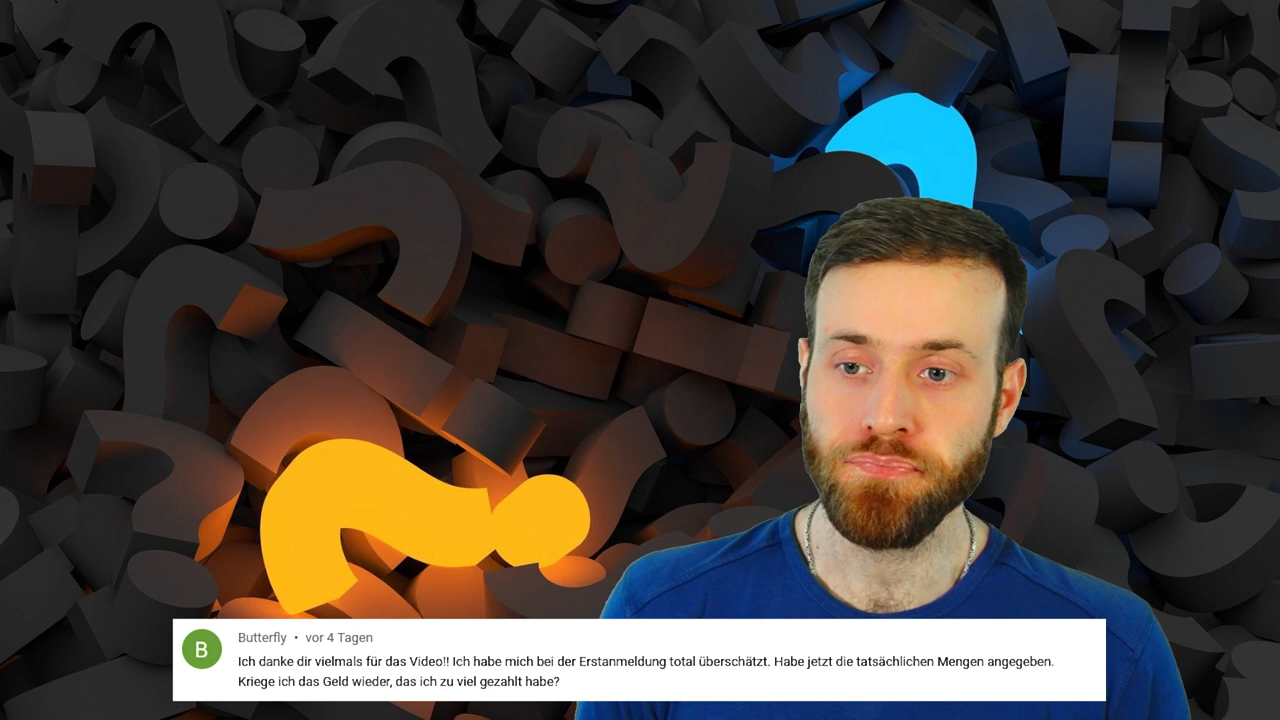 B
Butterfly • vor 4 Tagen
Ich danke dir vielmals für das Video!! Ich habe mich bei der Erstanmeldung total überschätzt. Habe jetzt die tatsächlichen Mengen angegeben.
Kriege ich das Geld wieder, das ich zu viel gezahlt habe?